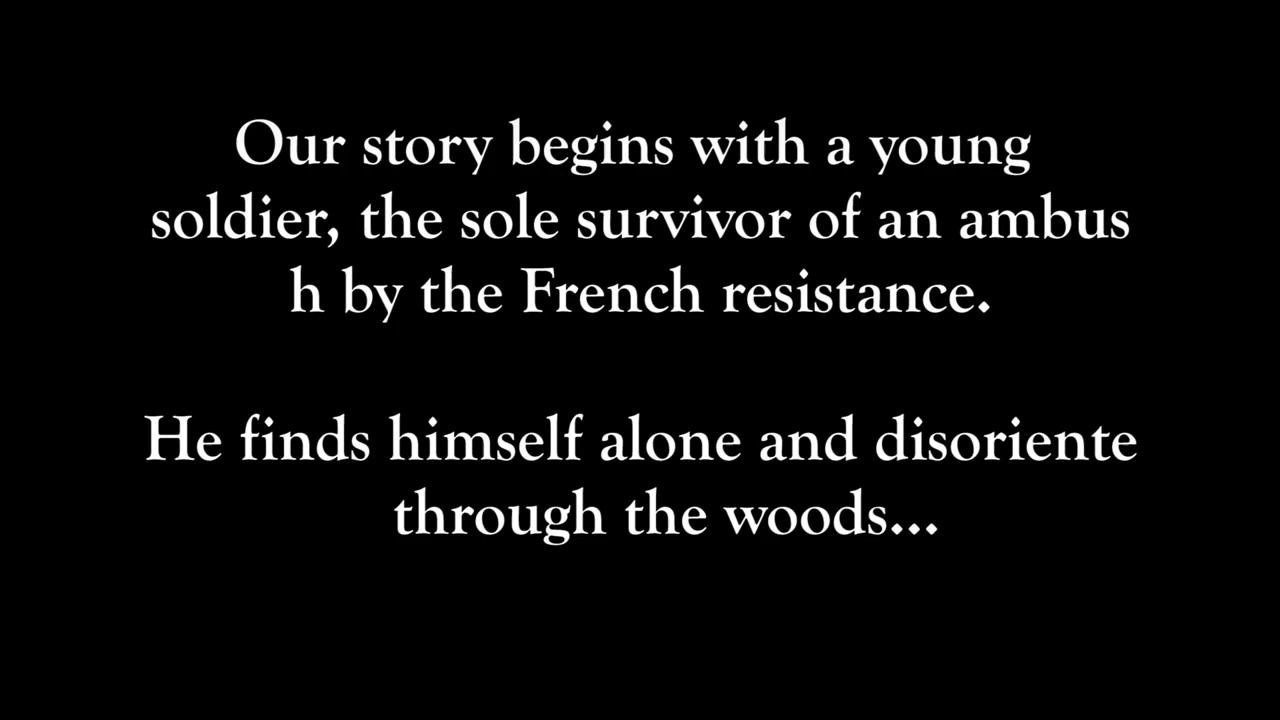 Our story begins with a young
soldier, the sole survivor of an ambus
h by the French resistance.
He finds himself alone and disoriente
through the woods...